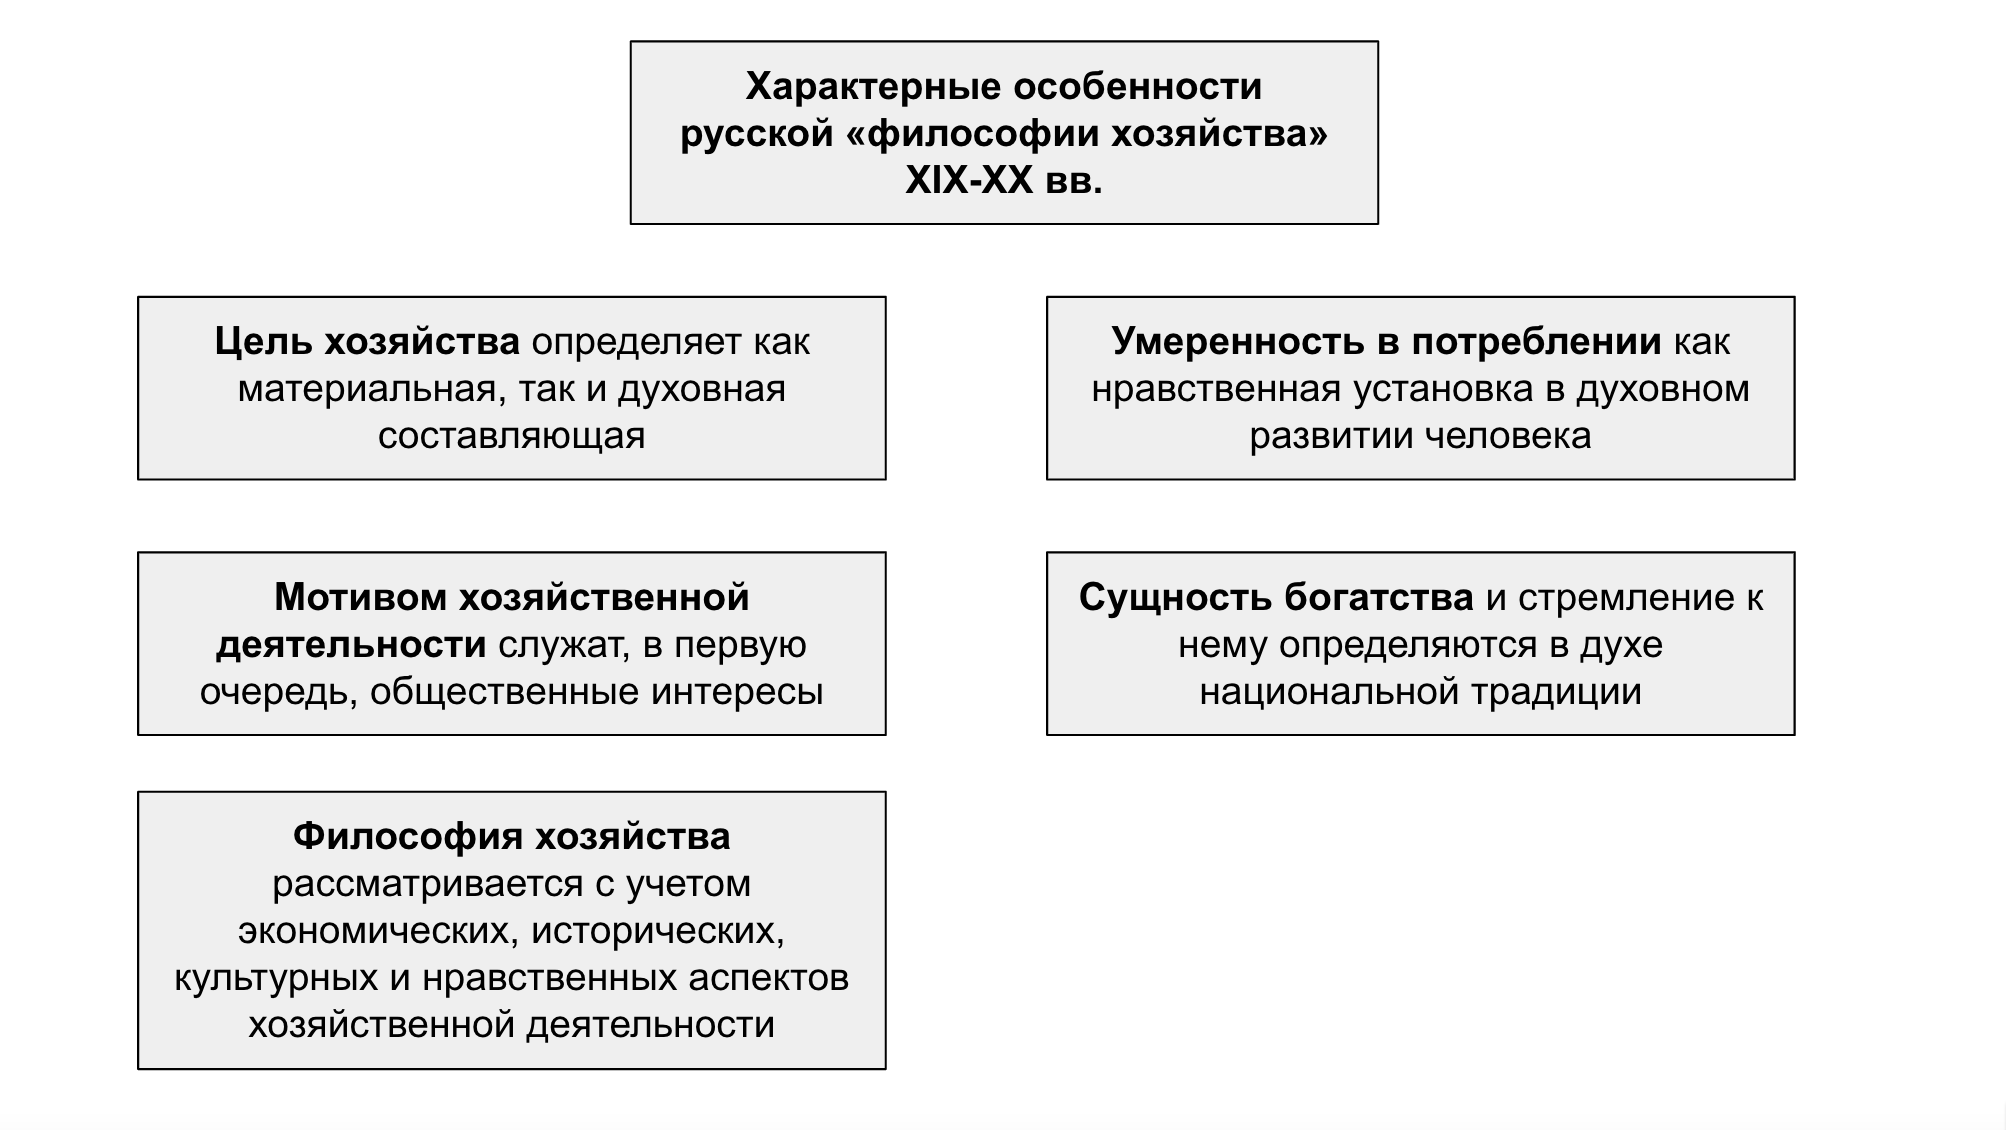 Характерные особенности
русской «философии хозяйства»
XIX-XX вв.
Цель хозяйства определяет как
материальная, так и духовная
составляющая
Умеренность в потреблении как
нравственная установка в духовном
развитии человека
Мотивом хозяйственной
деятельности служат, в первую
очередь, общественные интересы
Сущность богатства и стремление к
нему определяются в духе
национальной традиции
Философия хозяйства
рассматривается с учетом
экономических, исторических,
культурных и нравственных аспектов
хозяйственной деятельности